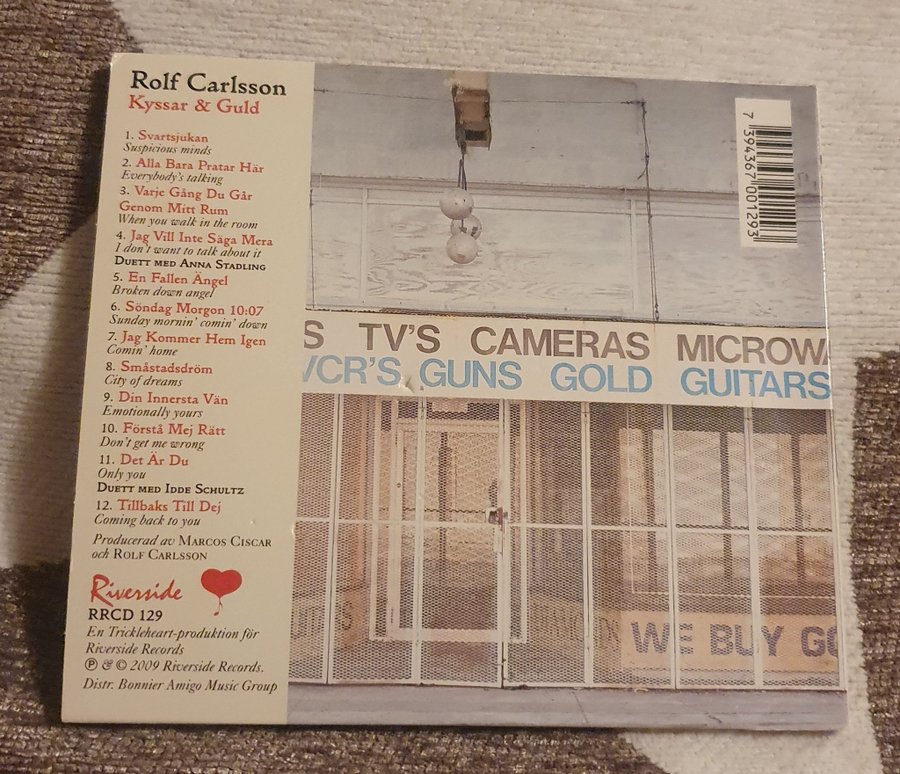 Rolf Carlsson
Kyssar & Guld
1. Svartsjukan
Suspicious minds
2. Alla Bara Pratar Här
Everybody's talking
3. Varje Gång Du Går
Genom Mitt Rum
When you walk in the room
4. Jag Vill Inte Säga Mera
I don't want to talk about it
DUETT MED ANNA STADLING
5. En Fallen Ängel
Broken down angel
6. Söndag Morgon 10:07
Sunday mornin' comin' down
7. Jag Kommer Hem Igen
Comin' home
8. Småstadsdröm
City of dreams
9. Din Innersta Vän
Emotionally yours
10. Förstå Mej Rätt
Don't get me wrong
11. Det Är Du
Only you
DUETT MED IDDE SCHULTZ
12. Tillbaks Till Dej
Coming back to you
Producerad av MARCOS CISCAR
och ROLF CARLSSON
Riverside
RRCD 129
En Trickleheart-produktion för
Riverside Records
℗ & © 2009 Riverside Records.
Distr. Bonnier Amigo Music Group
7 394367 001293
S TV'S CAMERAS MICROWA
VCR'S GUNS GOLD GUITARS
WE BUY GO